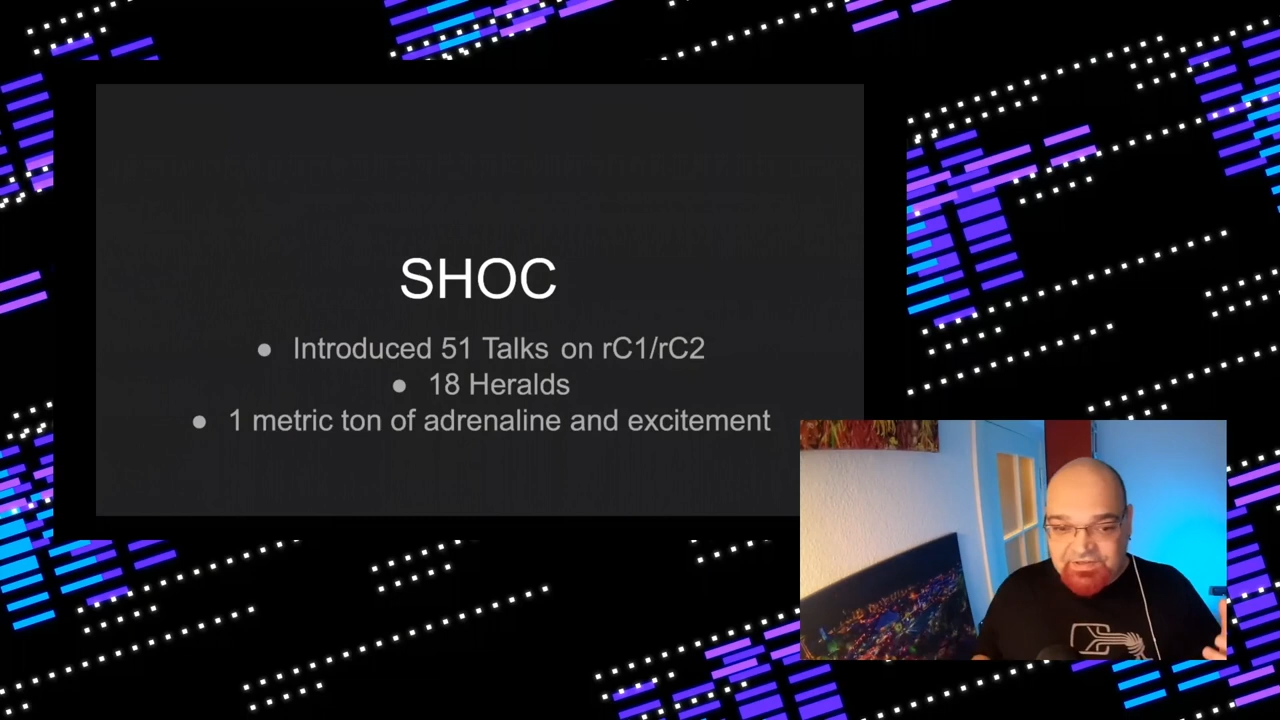 SHOC
● Introduced 51 Talks on rC1/rC2
● 18 Heralds
● 1 metric ton of adrenaline and excitement